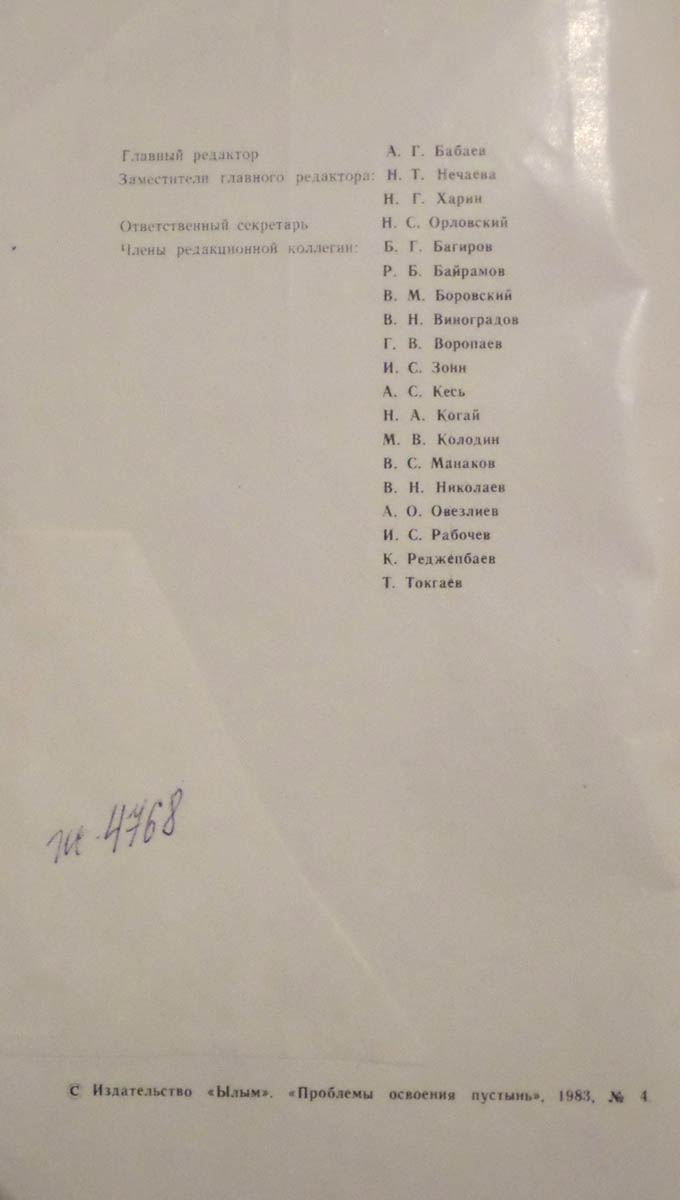 Главный редактор А. Г. Бабаев
Заместители главного редактора: Н. Т. Нечаева
Н. Г. Харин
Ответственный секретарь Н. С. Орловский
Члены редакционной коллегии: Б. Г. Багиров
Р. Б. Байрамов
В. М. Боровский
В. Н. Виноградов
Г. В. Воропаев
И. С. Зонн
А. С. Кесь
Н. А. Когай
М. В. Колодин
В. С. Манаков
В. Н. Николаев
А. О. Овезлиев
И. С. Рабочев
К. Реджепбаев
Т. Токгаев
4768
© Издательство «Ылым». «Проблемы освоения пустынь», 1983, № 4